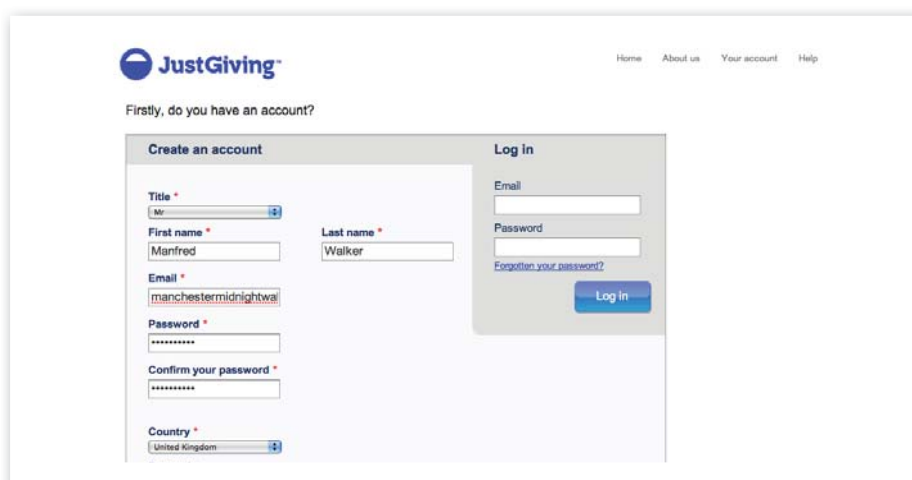 JustGiving™
Home About us Your account Help
Firstly, do you have an account?
Create an account
Title *
Mr
First name * Last name *
Manfred Walker
Email *
manchestermidnightwal
Password *
••••••••••
Confirm your password *
••••••••••
Country *
United Kingdom
Log in
Email
Password
Forgotten your password?
Log in